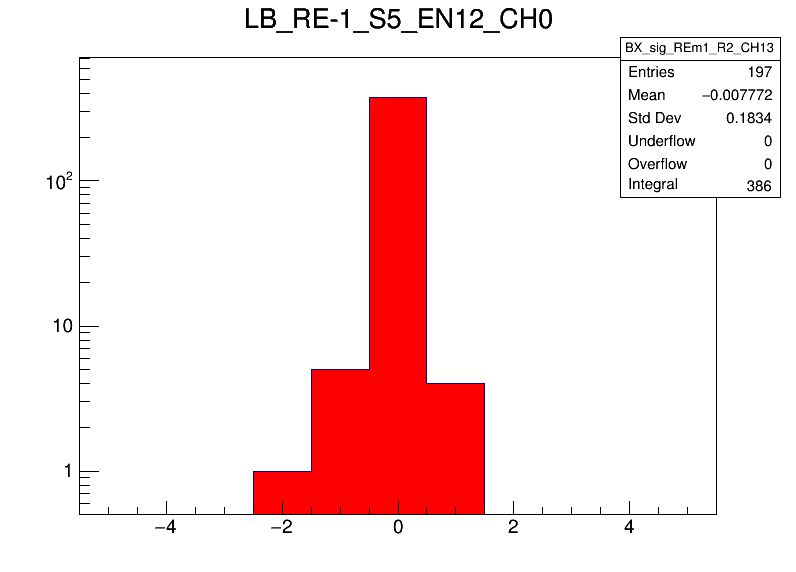 LB_RE-1_S5_EN12_CH0
BX_sig_REm1_R2_CH13
Entries 197
Mean −0.007772
Std Dev 0.1834
Underflow 0
Overflow 0
Integral 386
10²
10
1
−4 −2 0 2 4